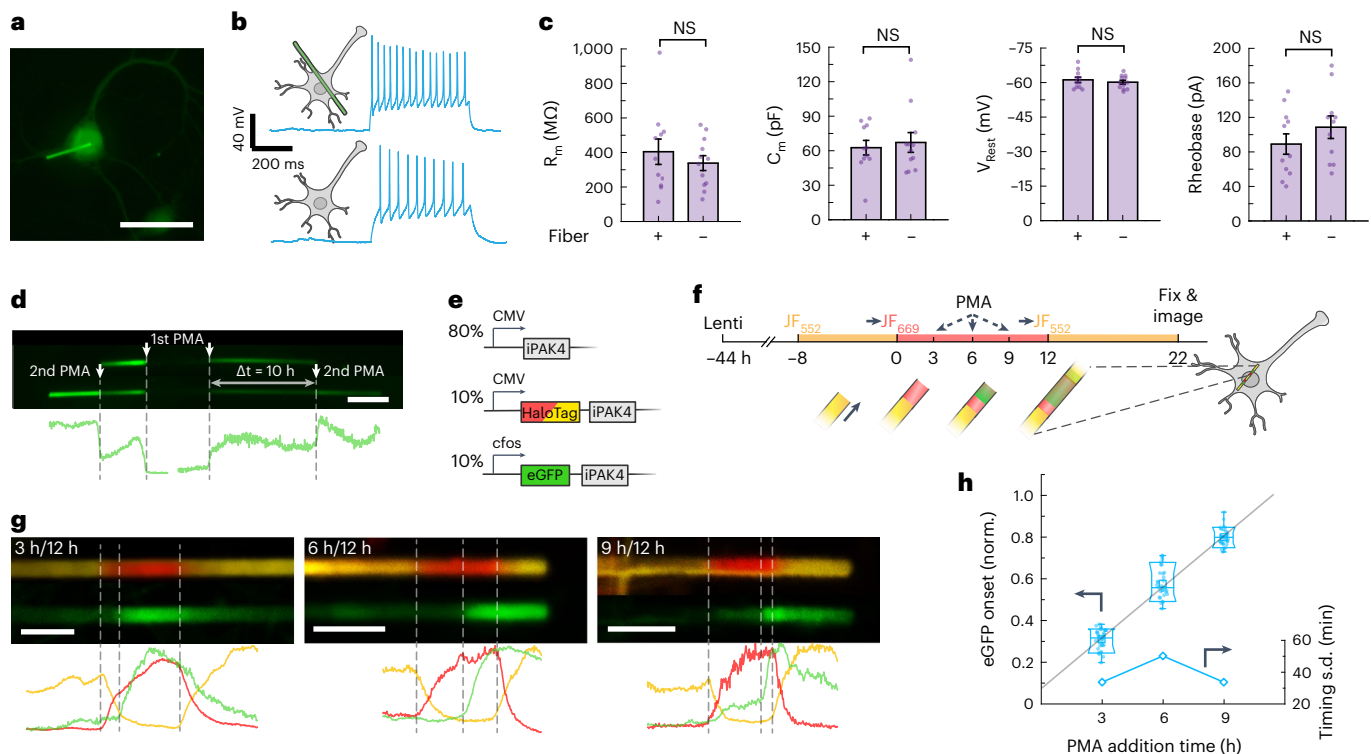 a
b
40 mV
200 ms
c
NS
1,000
800
600
400
200
0
Rm (MΩ)
NS
150
120
90
60
30
0
Cm (pF)
NS
−75
−60
−45
−30
−15
0
VRest (mV)
NS
200
160
120
80
40
0
Rheobase (pA)
Fiber + − + − + − + −
d
1st PMA
2nd PMA
Δt = 10 h
2nd PMA
e
80% CMV
iPAK4
10% CMV
HaloTag iPAK4
10% cfos
eGFP iPAK4
f
Lenti
JF552
JF669
PMA
JF552
Fix &
image
−44 h −8 0 3 6 9 12 22
g
3 h/12 h
6 h/12 h
9 h/12 h
h
1.0
0.8
0.6
0.4
0.2
0
eGFP onset (norm.)
60
40
20
Timing s.d. (min)
3 6 9
PMA addition time (h)